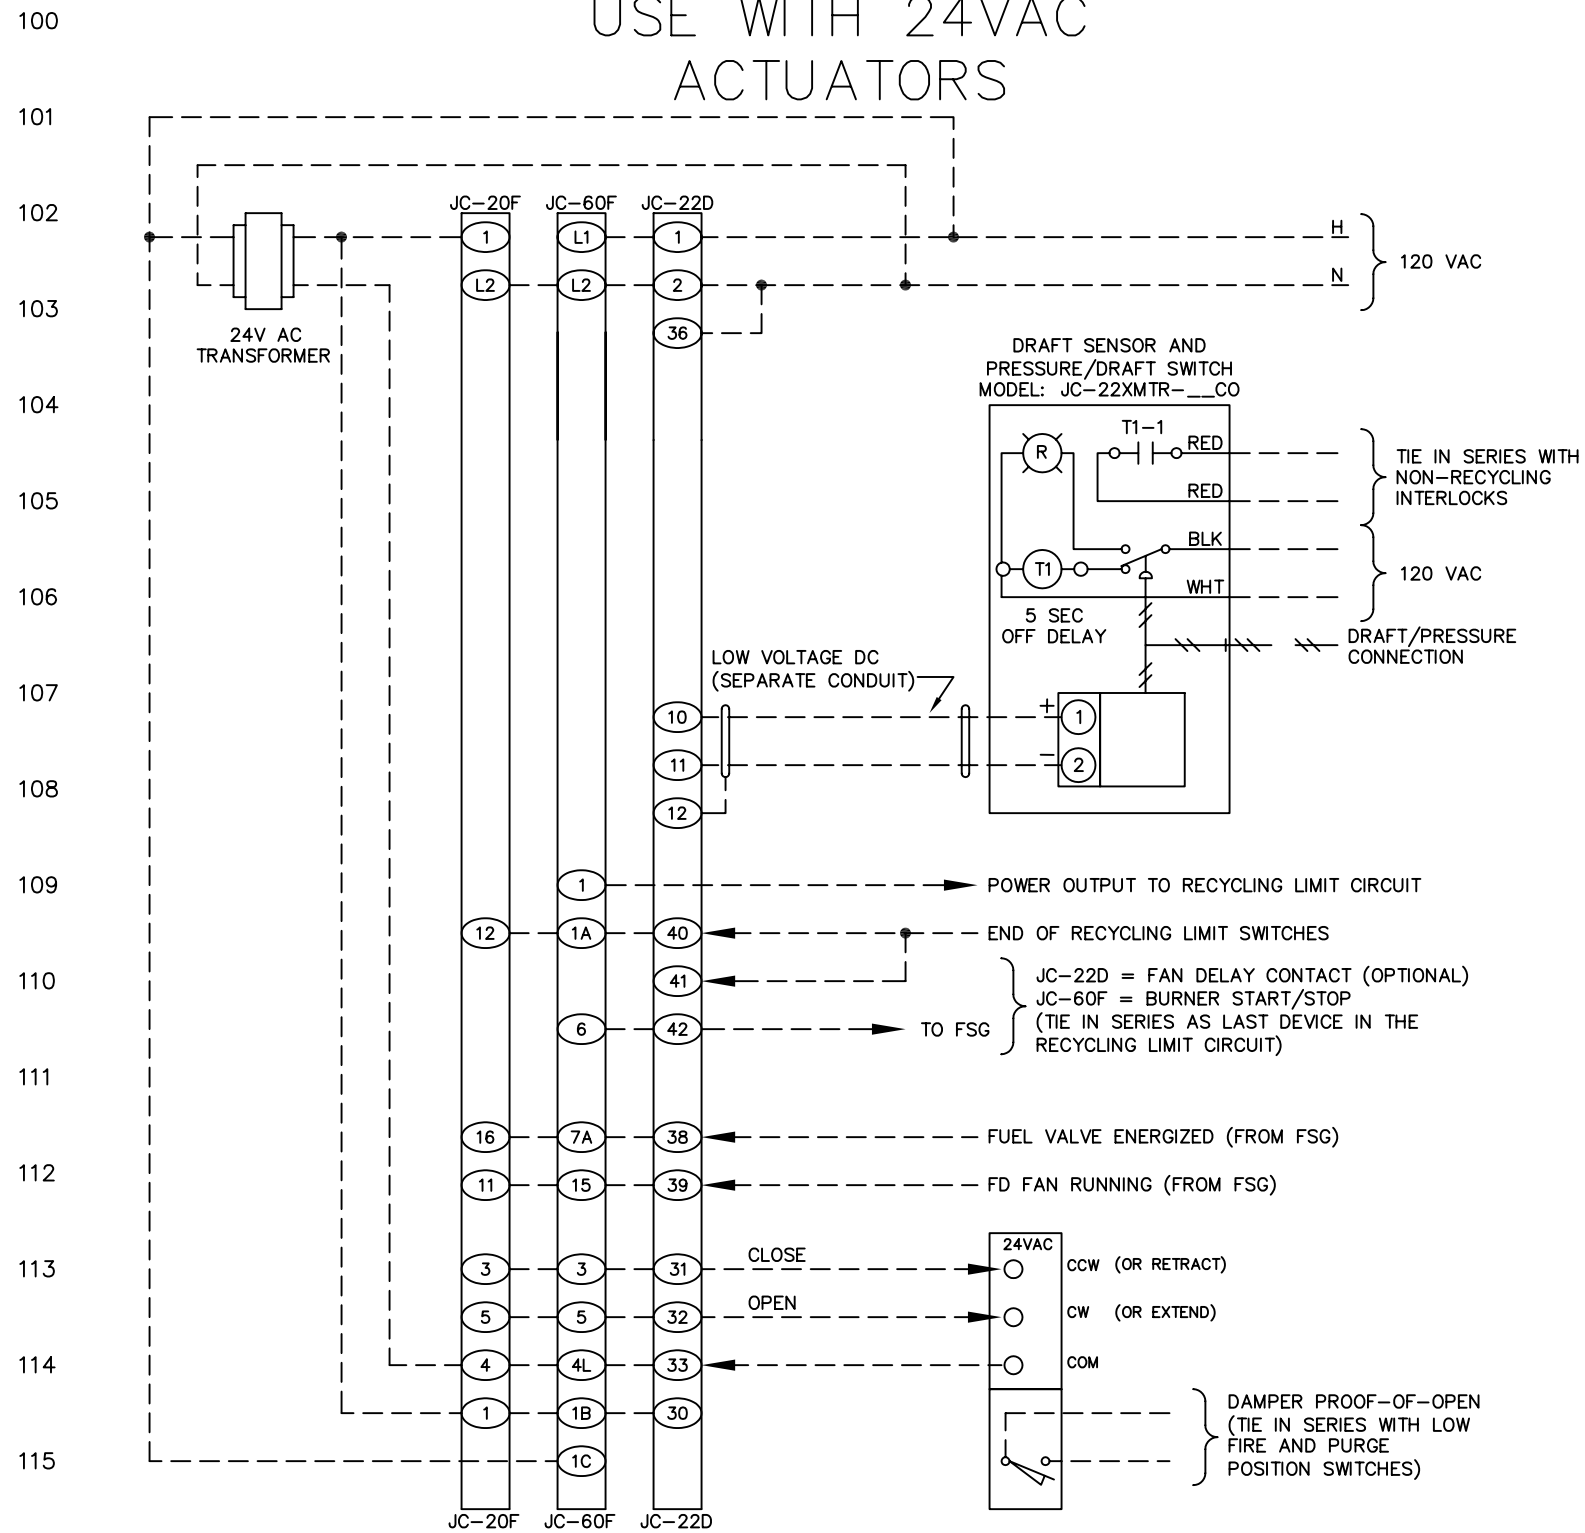 100
USE WITH 24VAC
ACTUATORS
101
102
JC-20F JC-60F JC-22D
1 L1 1 H
120 VAC
L2 L2 2 N
103
36
24V AC
TRANSFORMER
DRAFT SENSOR AND
PRESSURE/DRAFT SWITCH
MODEL: JC-22XMTR-__CO
104
T1-1
R RED
TIE IN SERIES WITH
NON-RECYCLING
INTERLOCKS
105
RED
BLK
T1
120 VAC
106
WHT
5 SEC
OFF DELAY
DRAFT/PRESSURE
CONNECTION
LOW VOLTAGE DC
(SEPARATE CONDUIT)
107
10 + 1
11 - 2
108
12
109
1 POWER OUTPUT TO RECYCLING LIMIT CIRCUIT
12 1A 40 END OF RECYCLING LIMIT SWITCHES
110
41
JC-22D = FAN DELAY CONTACT (OPTIONAL)
JC-60F = BURNER START/STOP
(TIE IN SERIES AS LAST DEVICE IN THE
RECYCLING LIMIT CIRCUIT)
6 42 TO FSG
111
16 7A 38 FUEL VALVE ENERGIZED (FROM FSG)
112
11 15 39 FD FAN RUNNING (FROM FSG)
24VAC
113
3 3 31 CLOSE CCW (OR RETRACT)
5 5 32 OPEN CW (OR EXTEND)
114
4 4L 33 COM
1 1B 30
DAMPER PROOF-OF-OPEN
(TIE IN SERIES WITH LOW
FIRE AND PURGE
POSITION SWITCHES)
115
1C
JC-20F JC-60F JC-22D